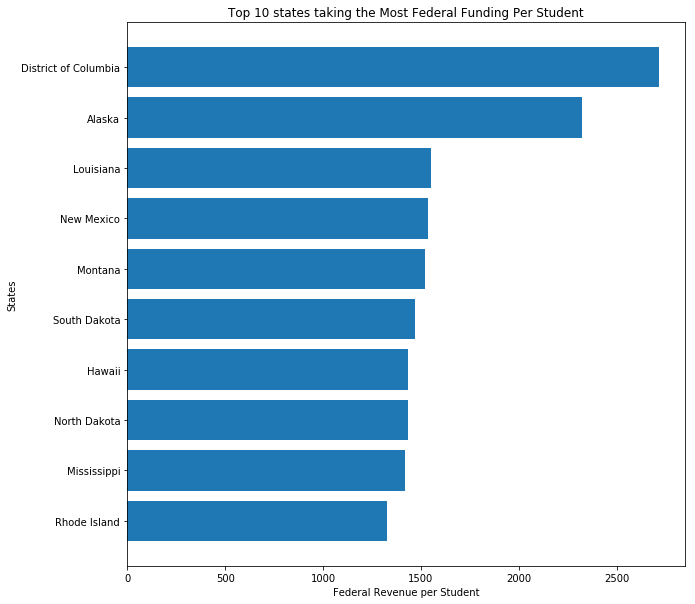 Top 10 states taking the Most Federal Funding Per Student
States
District of Columbia
Alaska
Louisiana
New Mexico
Montana
South Dakota
Hawaii
North Dakota
Mississippi
Rhode Island
0 500 1000 1500 2000 2500
Federal Revenue per Student